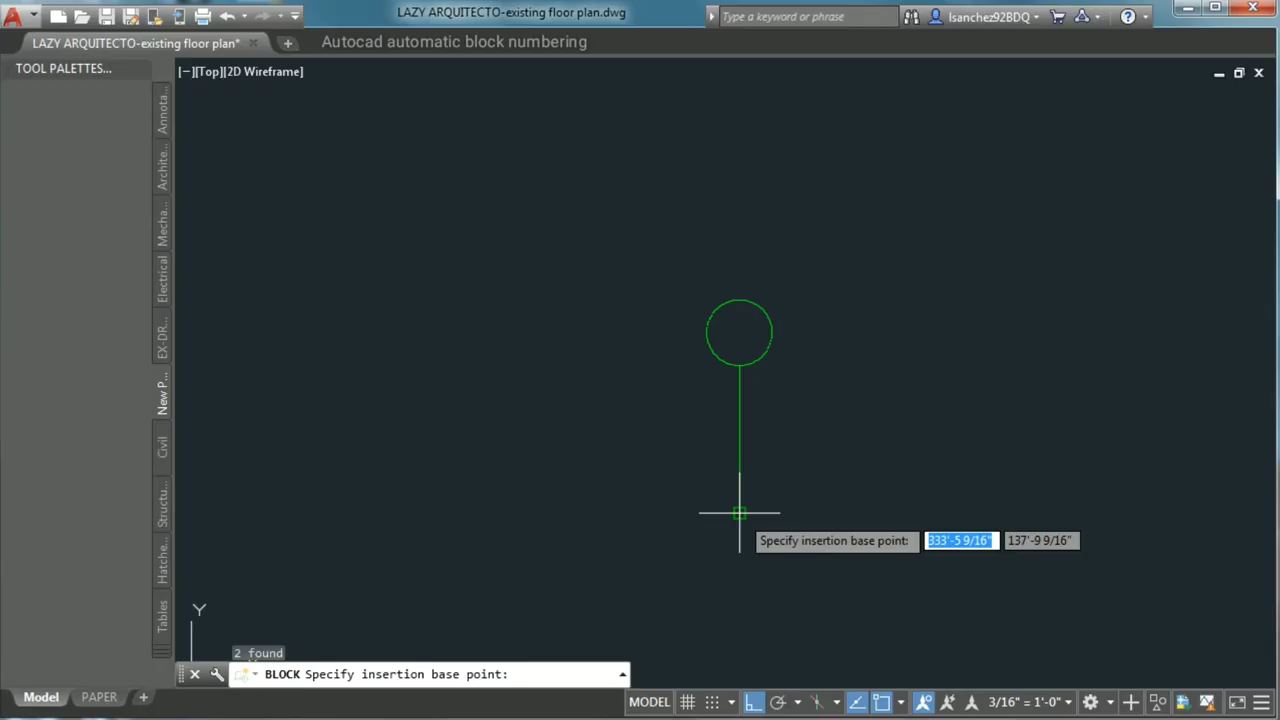 LAZY ARQUITECTO-existing floor plan.dwg
Type a keyword or phrase
lsanchez92BDQ
LAZY ARQUITECTO-existing floor plan*
Autocad automatic block numbering
TOOL PALETTES...
[−][Top][2D Wireframe]
Annota...
Archite...
Mecha...
Electrical
EX-DR...
New P...
Civil
Structu...
Hatche...
Tables
Specify insertion base point:
333'-5 9/16"
137'-9 9/16"
Y
2 found
BLOCK Specify insertion base point:
Model
PAPER
MODEL
3/16" = 1'-0"